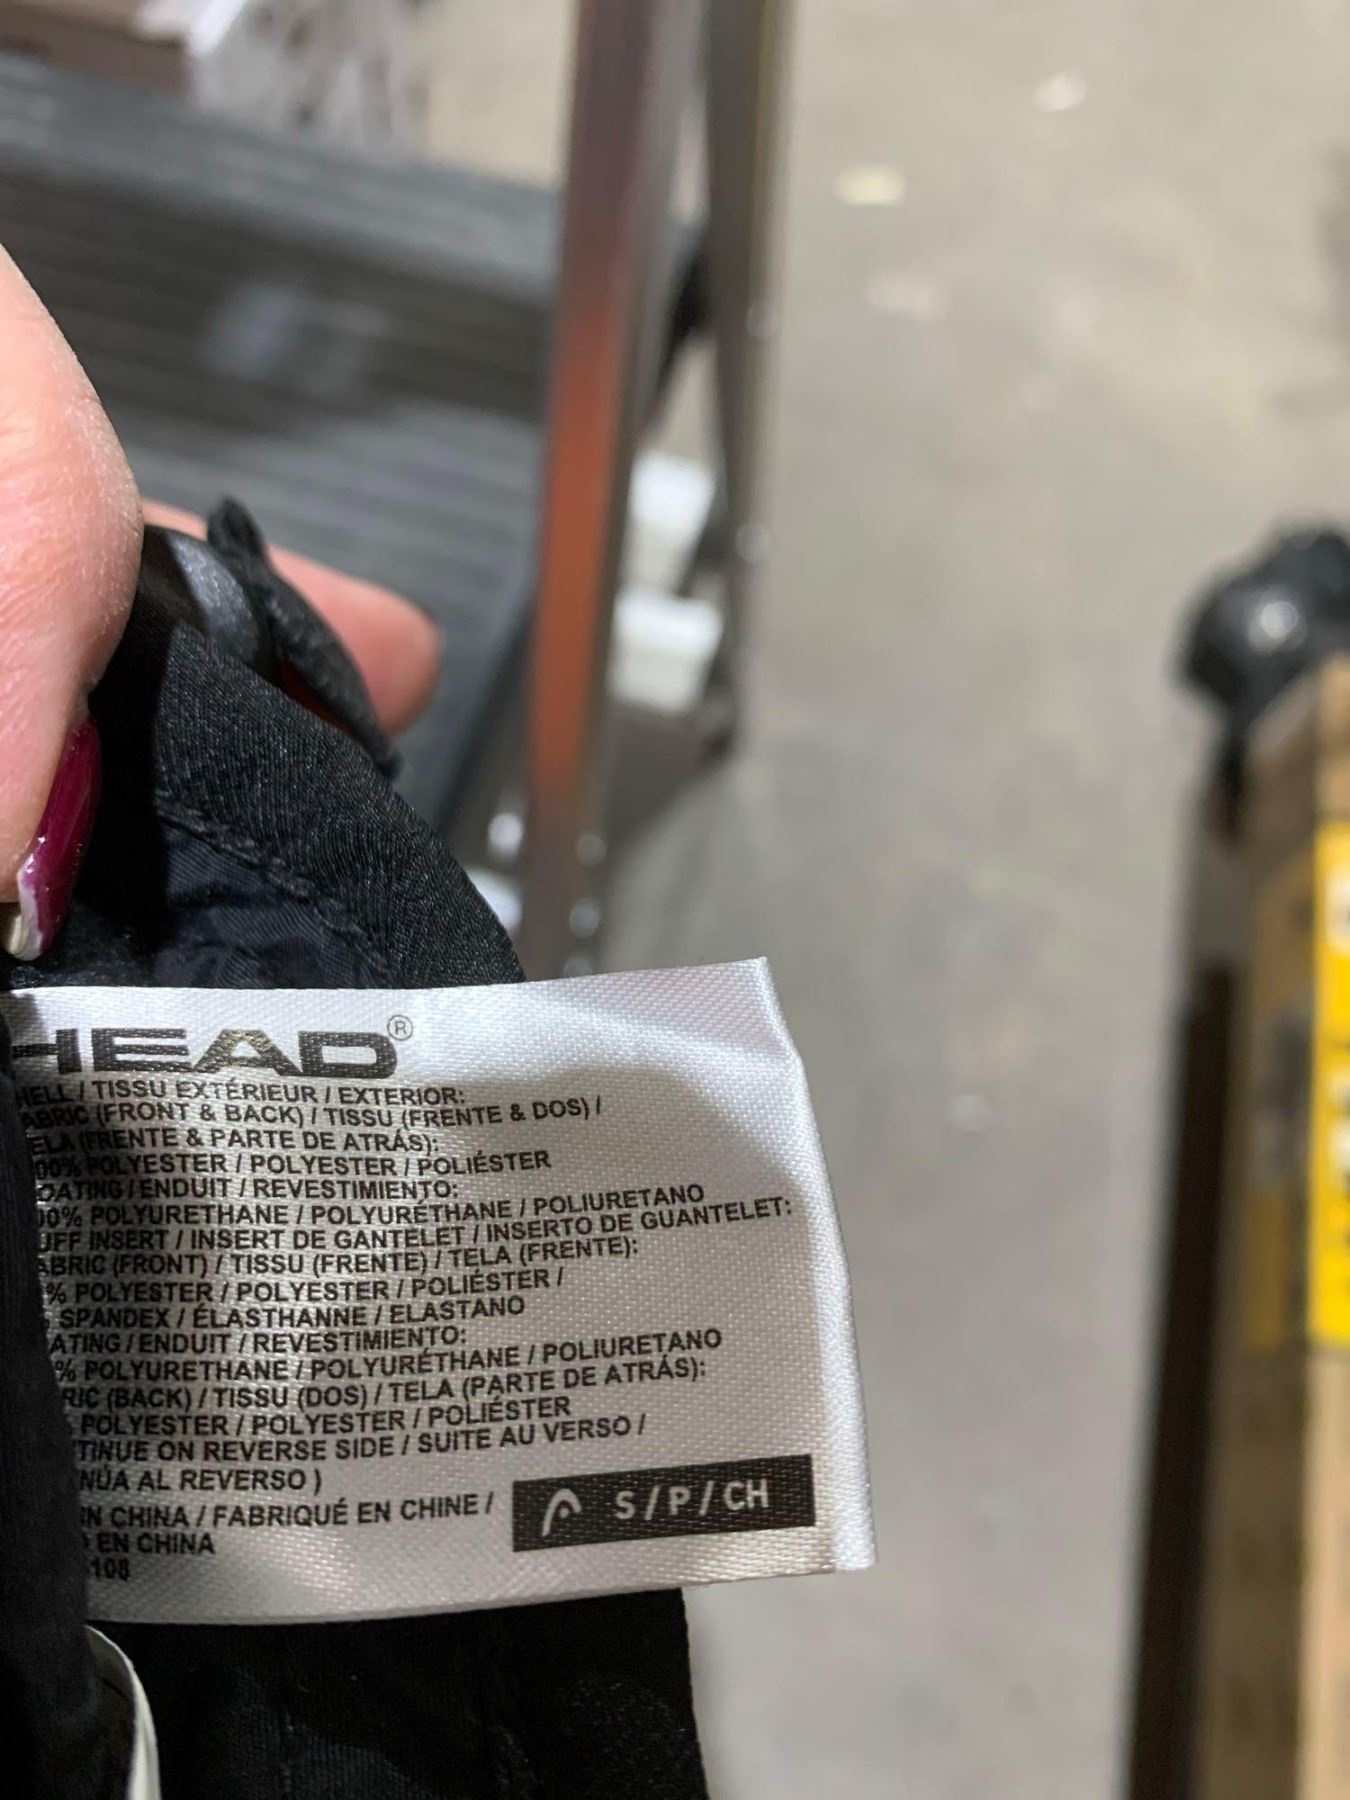 HEAD®
HELL / TISSU EXTÉRIEUR / EXTERIOR:
ABRIC (FRONT & BACK) / TISSU (FRENTE & DOS) /
ELA (FRENTE & PARTE DE ATRÁS):
00% POLYESTER / POLYESTER / POLIÉSTER
OATING / ENDUIT / REVESTIMIENTO:
00% POLYURETHANE / POLYURÉTHANE / POLIURETANO
UFF INSERT / INSERT DE GANTELET / INSERTO DE GUANTELET:
ABRIC (FRONT) / TISSU (FRENTE) / TELA (FRENTE):
% POLYESTER / POLYESTER / POLIÉSTER /
SPANDEX / ÉLASTHANNE / ELASTANO
ATING / ENDUIT / REVESTIMIENTO:
% POLYURETHANE / POLYURÉTHANE / POLIURETANO
RIC (BACK) / TISSU (DOS) / TELA (PARTE DE ATRÁS):
POLYESTER / POLYESTER / POLIÉSTER
TINUE ON REVERSE SIDE / SUITE AU VERSO /
NÚA AL REVERSO )
IN CHINA / FABRIQUÉ EN CHINE /
EN CHINA
108
S / P / CH